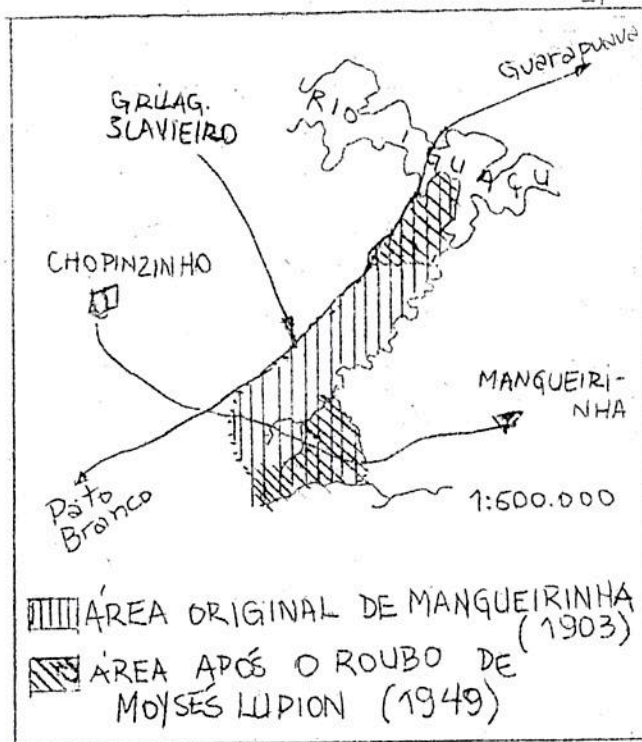 Guarapuava
RIO
IGUAÇU
GRILAG.
SLAVIEIRO
CHOPINZINHO
MANGUEIRI-
NHA
Pato
Branco
1:600.000
ÁREA ORIGINAL DE MANGUEIRINHA
(1903)
ÁREA APÓS O ROUBO DE
MOYSÉS LUPION (1949)